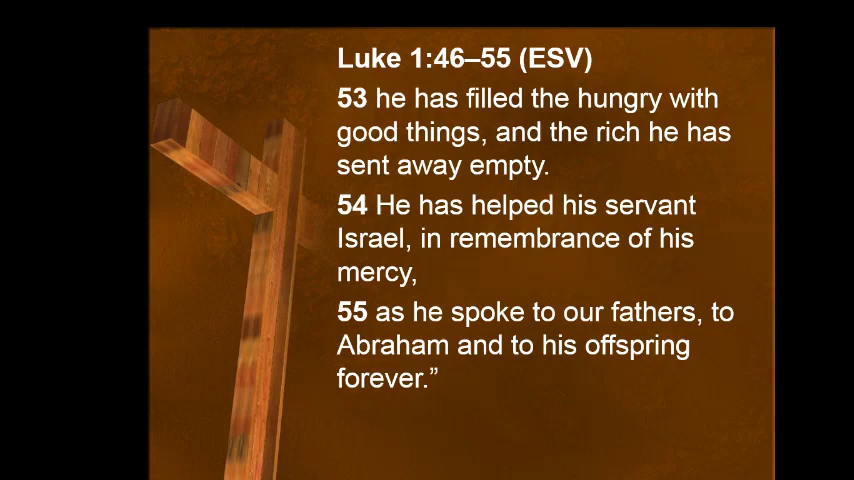 Luke 1:46–55 (ESV)
53 he has filled the hungry with
good things, and the rich he has
sent away empty.
54 He has helped his servant
Israel, in remembrance of his
mercy,
55 as he spoke to our fathers, to
Abraham and to his offspring
forever.”